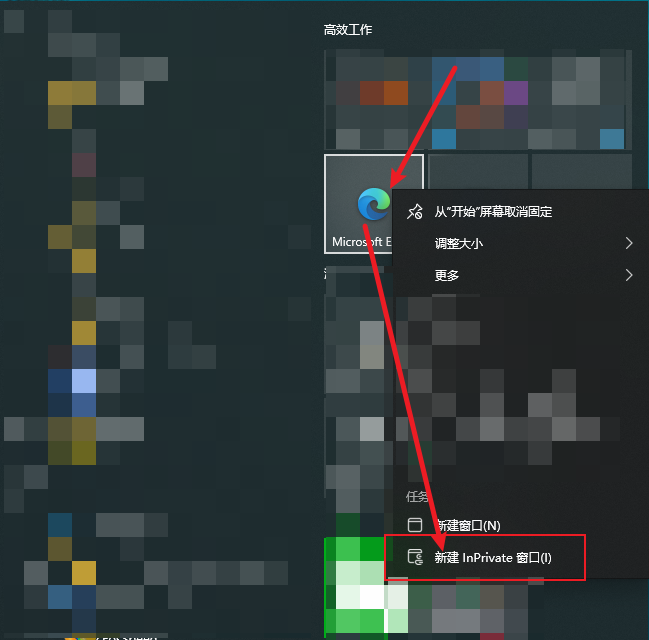 高效工作
Microsoft E
从“开始”屏幕取消固定
调整大小
更多
任务
新建窗口(N)
新建 InPrivate 窗口(I)